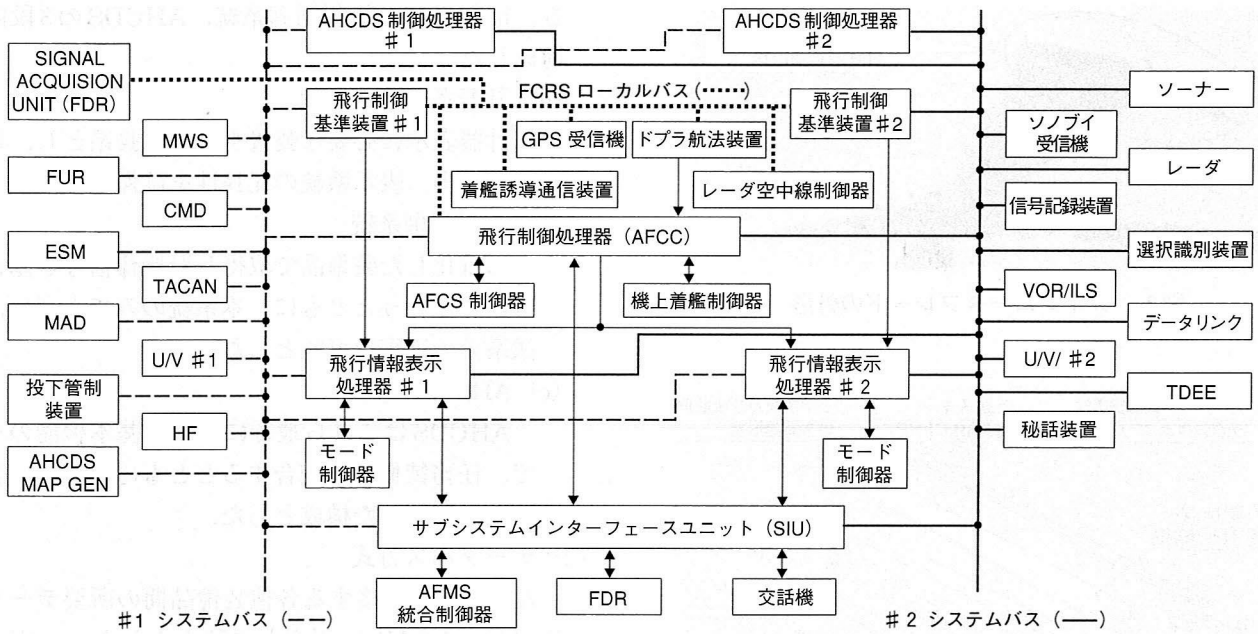 AHCDS 制御処理器
♯1
AHCDS 制御処理器
♯2
SIGNAL
ACQUISION
UNIT (FDR)
FCRS ローカルバス (……)
飛行制御
基準装置♯1
飛行制御
基準装置♯2
ソーナー
MWS
GPS 受信機
ドプラ航法装置
ソノブイ
受信機
FUR
着艦誘導通信装置
レーダ空中線制御器
レーダ
CMD
信号記録装置
飛行制御処理器 (AFCC)
ESM
選択識別装置
TACAN
AFCS 制御器
機上着艦制御器
VOR/ILS
MAD
データリンク
U/V ♯1
飛行情報表示
処理器 ♯1
飛行情報表示
処理器 ♯2
U/V/ ♯2
投下管制
装置
TDEE
HF
秘話装置
モード
制御器
モード
制御器
AHCDS
MAP GEN
サブシステムインターフェースユニット (SIU)
AFMS
統合制御器
FDR
交話機
♯1 システムバス (――)
♯2 システムバス (――)